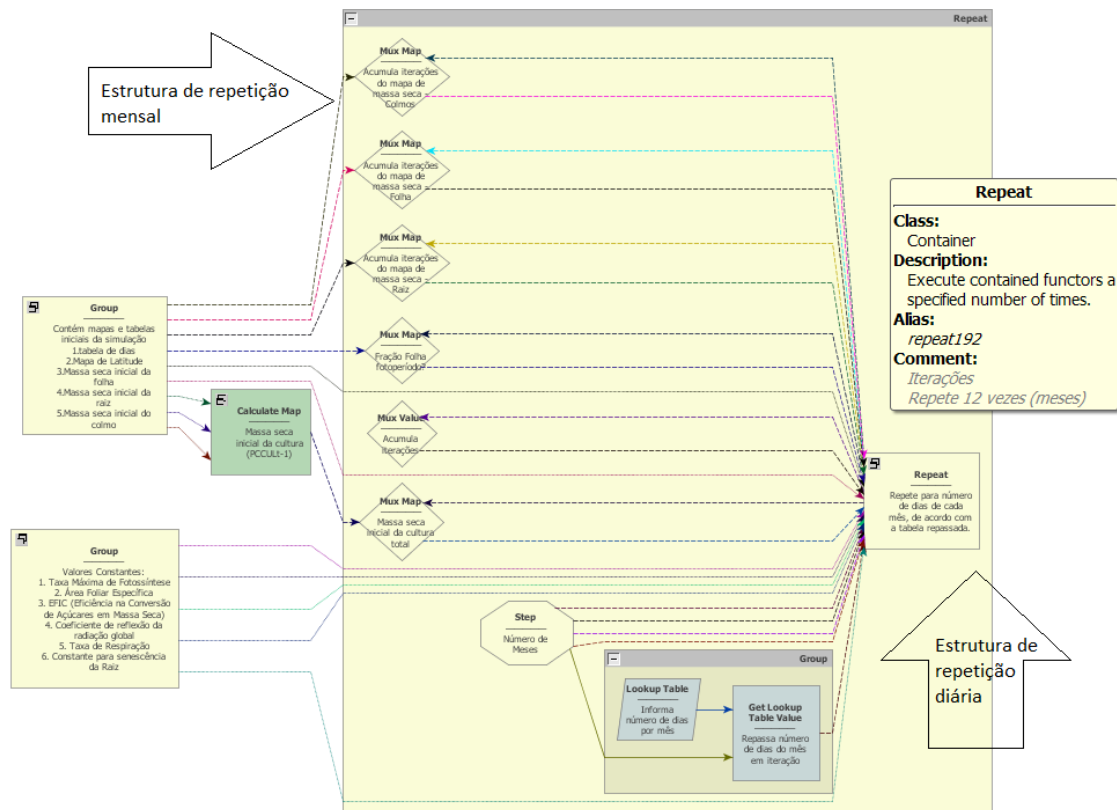 Repeat
Estrutura de repetição
mensal
Mux Map
Acumula iterações
do mapa de
massa seca -
Colmos
Mux Map
Acumula iterações
do mapa de
massa seca -
Folha
Mux Map
Acumula iterações
do mapa de
massa seca -
Raiz
Mux Map
Fração Folha
fotoperíodo?
Mux Value
Acumula
iterações
Mux Map
Massa seca
inicial da cultura
total
Group
Contém mapas e tabelas
iniciais da simulação
1.tabela de dias
2.Mapa de Latitude
3.Massa seca inicial da
folha
4.Massa seca inicial da
raiz
5.Massa seca inicial do
colmo
Calculate Map
Massa seca
inicial da cultura
(PCCULt-1)
Group
Valores Constantes:
1. Taxa Máxima de Fotossíntese
2. Área Foliar Específica
3. EFIC (Eficiência na Conversão
de Açúcares em Massa Seca)
4. Coeficiente de reflexão da
radiação global
5. Taxa de Respiração
6. Constante para senescência
da Raiz
Step
Número de
Meses
Group
Lookup Table
Informa
número de dias
por mês
Get Lookup
Table Value
Repassa número
de dias do mês
em iteração
Repeat
Class:
Container
Description:
Execute contained functors a
specified number of times.
Alias:
repeat192
Comment:
Iterações
Repete 12 vezes (meses)
Repeat
Repete para número
de dias de cada
mês, de acordo com
a tabela repassada.
Estrutura de
repetição
diária